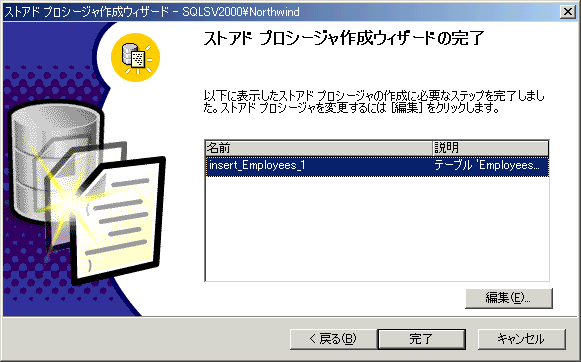 ストアド プロシージャ作成ウィザード - SQLSV2000¥Northwind
ストアド プロシージャ作成ウィザードの完了
以下に表示したストアド プロシージャの作成に必要なステップを完了しまし
た。ストアド プロシージャを変更するには [編集] をクリックします。
名前 説明
insert_Employees_1 テーブル 'Employees...
編集(E)...
< 戻る(B) 完了 キャンセル